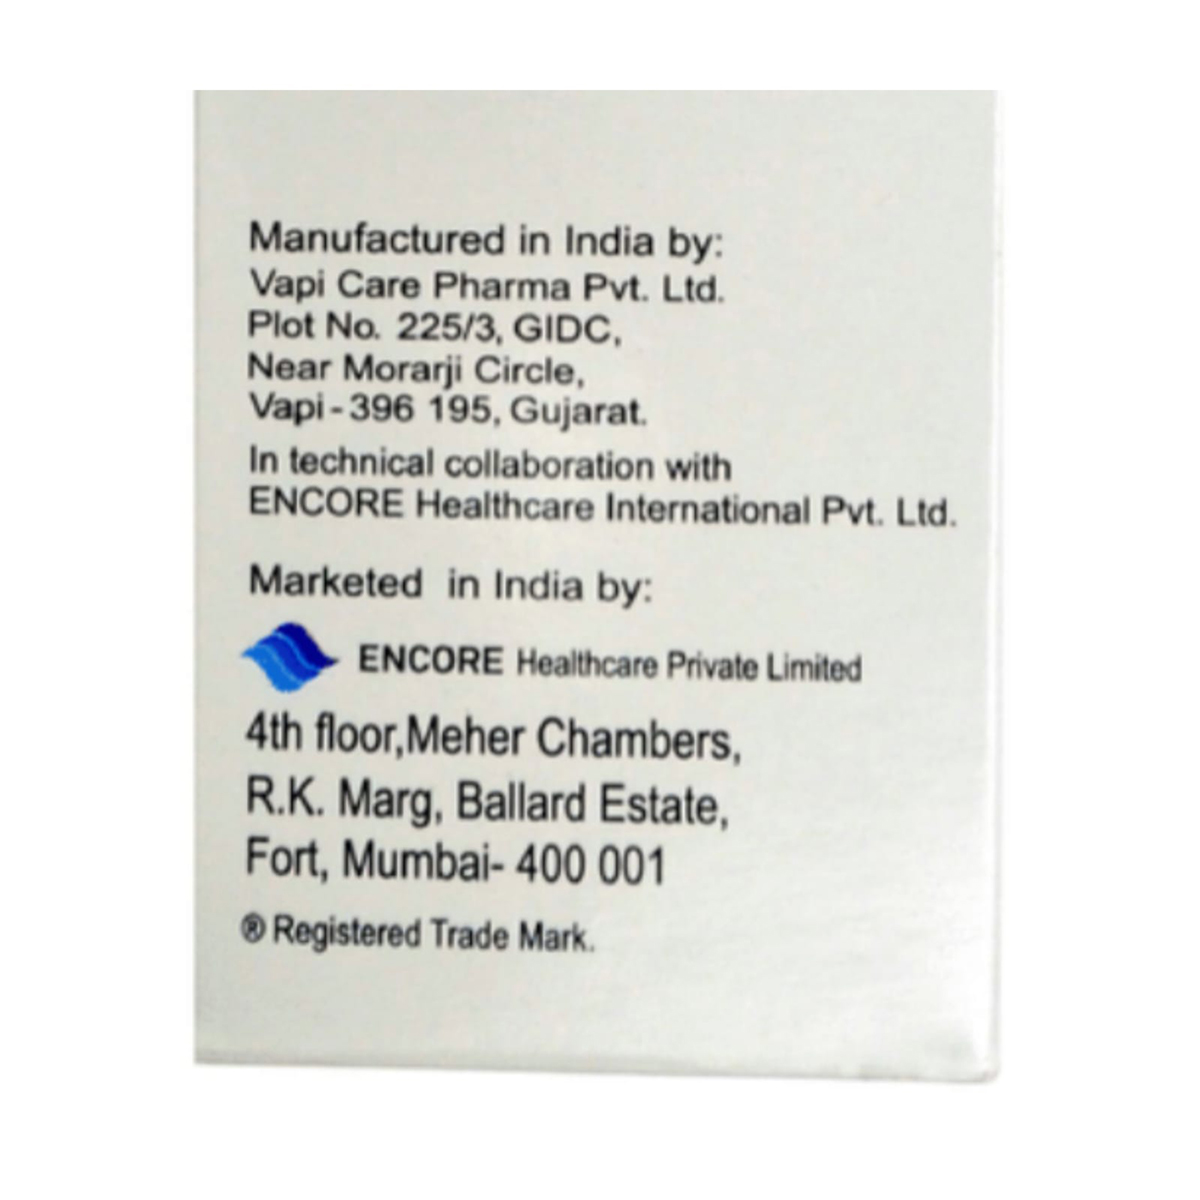 Manufactured in India by:
Vapi Care Pharma Pvt. Ltd.
Plot No. 225/3, GIDC,
Near Morarji Circle,
Vapi - 396 195, Gujarat.
In technical collaboration with
ENCORE Healthcare International Pvt. Ltd.
Marketed in India by:
ENCORE Healthcare Private Limited
4th floor,Meher Chambers,
R.K. Marg, Ballard Estate,
Fort, Mumbai- 400 001
® Registered Trade Mark.